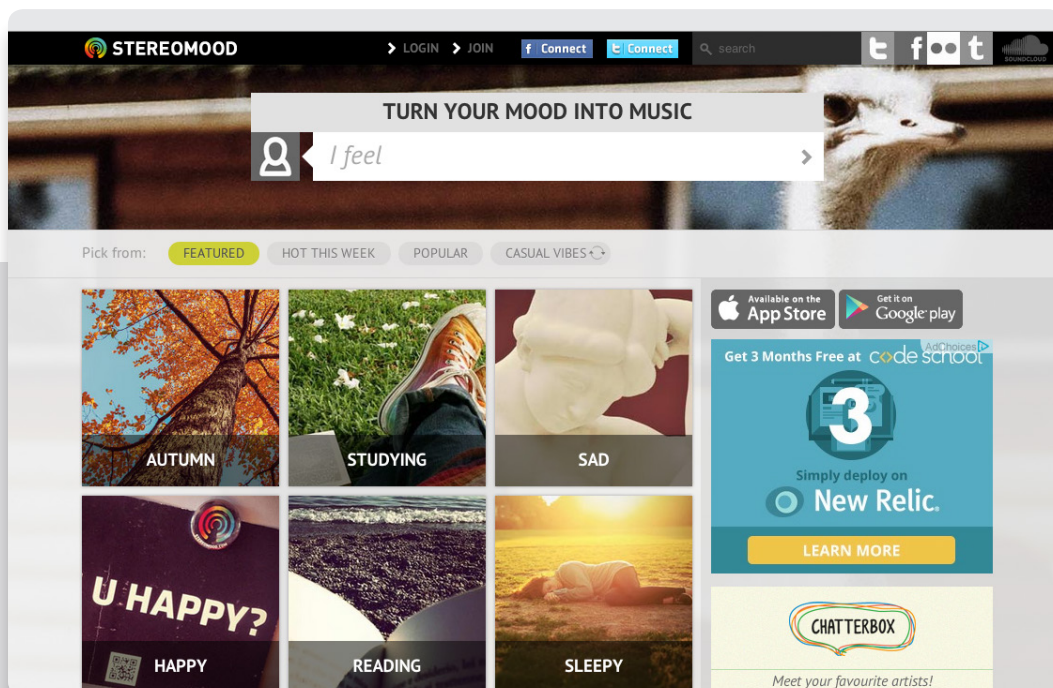 STEREOMOOD
LOGIN JOIN f Connect t Connect search
SOUNDCLOUD
TURN YOUR MOOD INTO MUSIC
I feel
Pick from: FEATURED HOT THIS WEEK POPULAR CASUAL VIBES
AUTUMN
STUDYING
SAD
U HAPPY?
HAPPY
READING
SLEEPY
Available on the
App Store
Get it on
Google play
AdChoices
Get 3 Months Free at code school
3
Simply deploy on
New Relic.
LEARN MORE
CHATTERBOX
Meet your favourite artists!